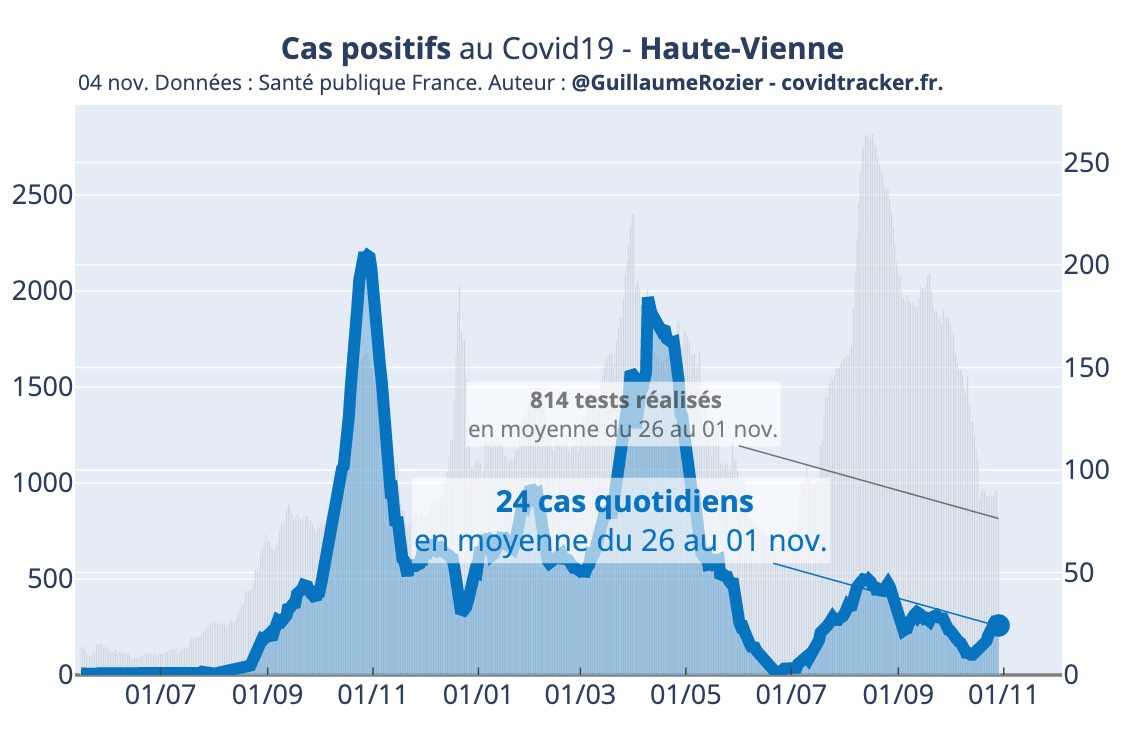 Cas positifs au Covid19 - Haute-Vienne
04 nov. Données : Santé publique France. Auteur : @GuillaumeRozier - covidtracker.fr.
250
2500
200
2000
150
1500
814 tests réalisés
en moyenne du 26 au 01 nov.
100
1000
24 cas quotidiens
en moyenne du 26 au 01 nov.
50
500
0
0
01/07 01/09 01/11 01/01 01/03 01/05 01/07 01/09 01/11